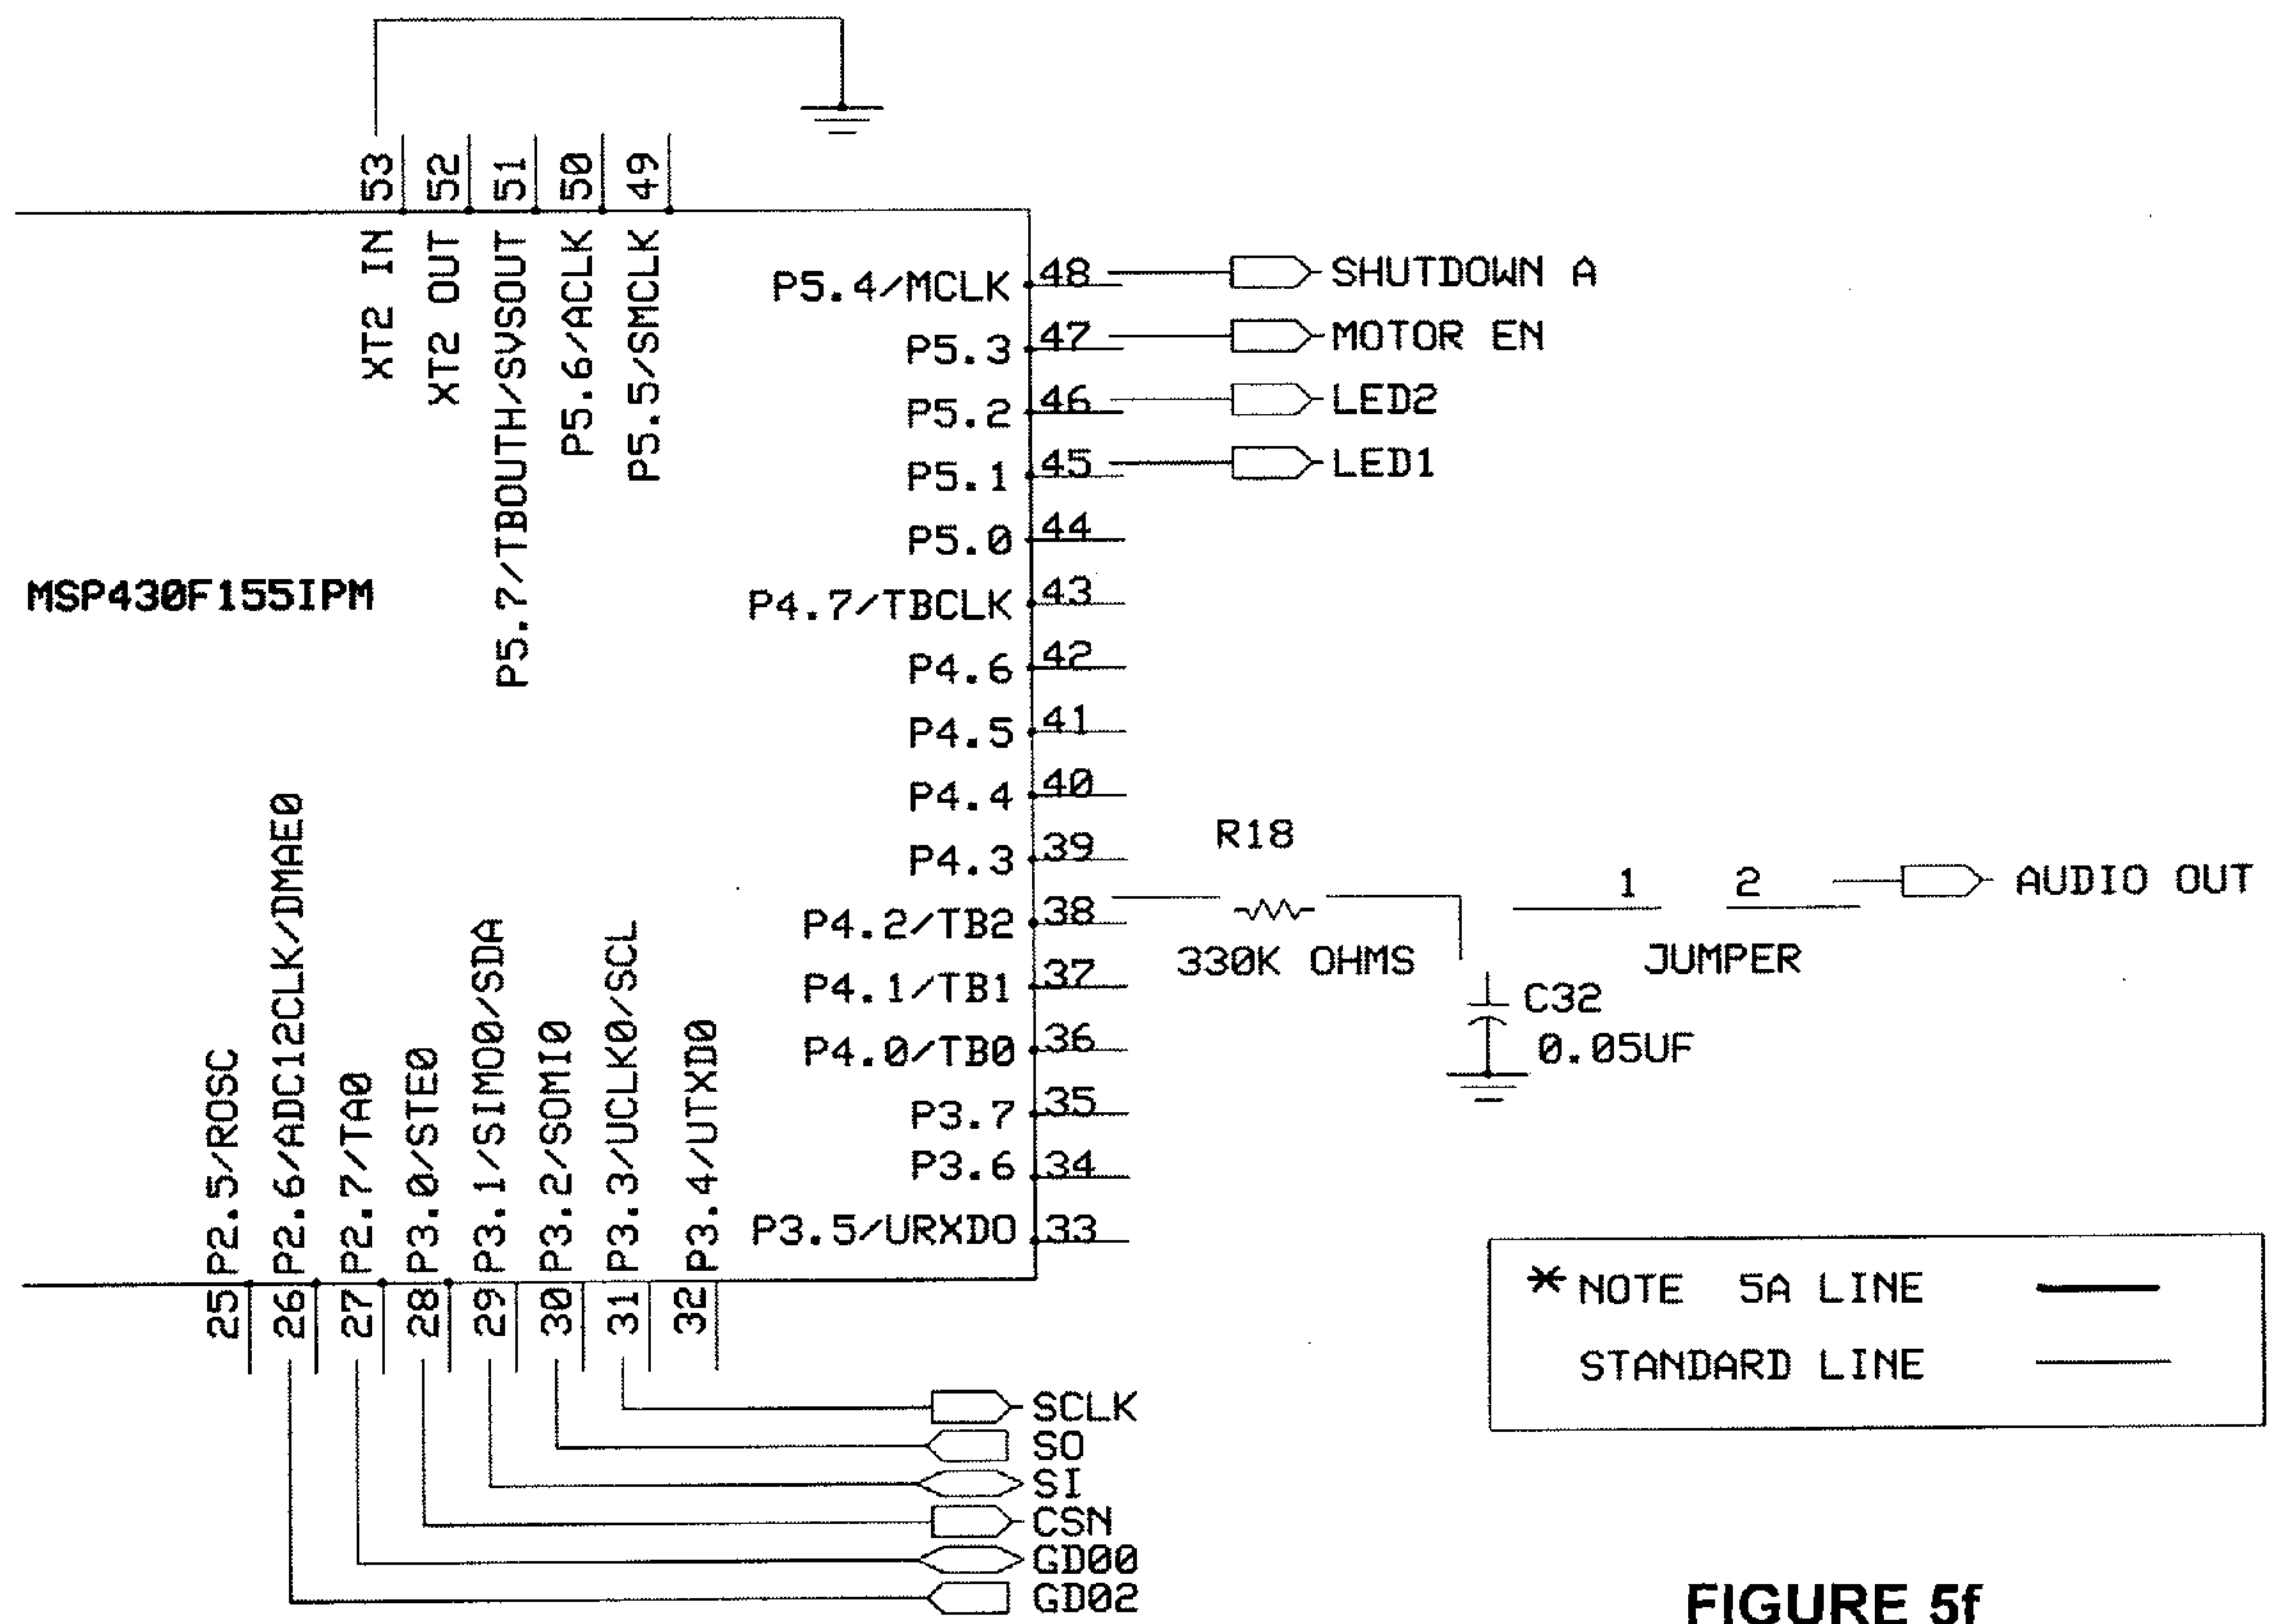 53
52
51
50
49
XT2 IN
XT2 OUT
P5.7/TBOUTH/SVSOUT
P5.6/ACLK
P5.5/SMCLK
MSP430F155IPM
P5.4/MCLK 48 SHUTDOWN A
P5.3 47 MOTOR EN
P5.2 46 LED2
P5.1 45 LED1
P5.0 44
P4.7/TBCLK 43
P4.6 42
P4.5 41
P4.4 40
P4.3 39
P4.2/TB2 38
P4.1/TB1 37
P4.0/TB0 36
P3.7 35
P3.6 34
P3.5/URXDO 33
R18
330K OHMS
1 2 AUDIO OUT
JUMPER
C32
0.05UF
25 P2.5/ROSC
26 P2.6/ADC12CLK/DMAE0
27 P2.7/TA0
28 P3.0/STE0
29 P3.1/SIMO0/SDA
30 P3.2/SOMI0
31 P3.3/UCLK0/SCL
32 P3.4/UTXD0
SCLK
SO
SI
CSN
GD00
GD02
* NOTE 5A LINE
STANDARD LINE
FIGURE 5f